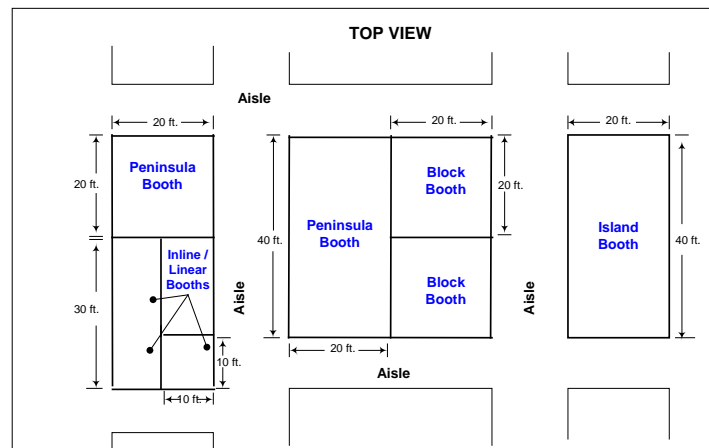 TOP VIEW
Aisle
20 ft.
20 ft.
20 ft.
20 ft.
Peninsula
Booth
Inline /
Linear
Booths
30 ft.
10 ft.
10 ft.
Aisle
40 ft.
Peninsula
Booth
20 ft.
Block
Booth
20 ft.
Block
Booth
Aisle
Aisle
Island
Booth
40 ft.